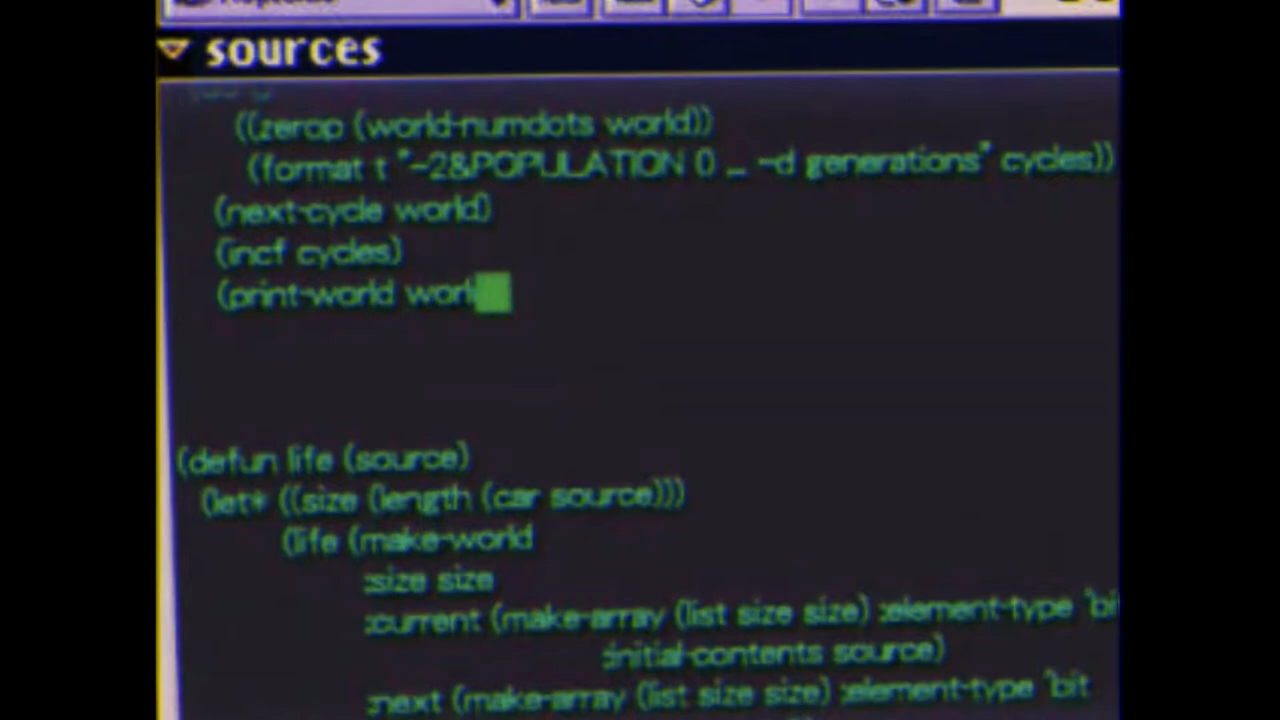 sources
((zerop (world-numdots world))
(format t "~2&POPULATION 0 _ ~d generations" cycles))
(next-cycle world)
(incf cycles)
(print-world worl
(defun life (source)
(let* ((size (length (car source)))
(life (make-world
:size size
:current (make-array (list size size) :element-type 'bi
:initial-contents source)
:next (make-array (list size size) :element-type 'bit